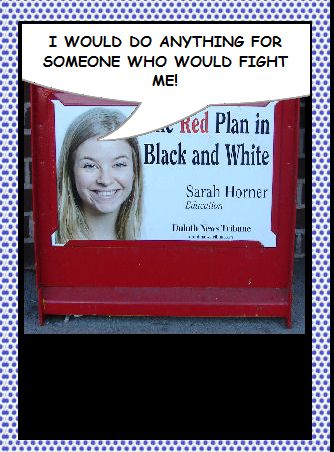 I WOULD DO ANYTHING FOR
SOMEONE WHO WOULD FIGHT
ME!
Red Plan in
Black and White
Sarah Horner
Education
Duluth News Tribune